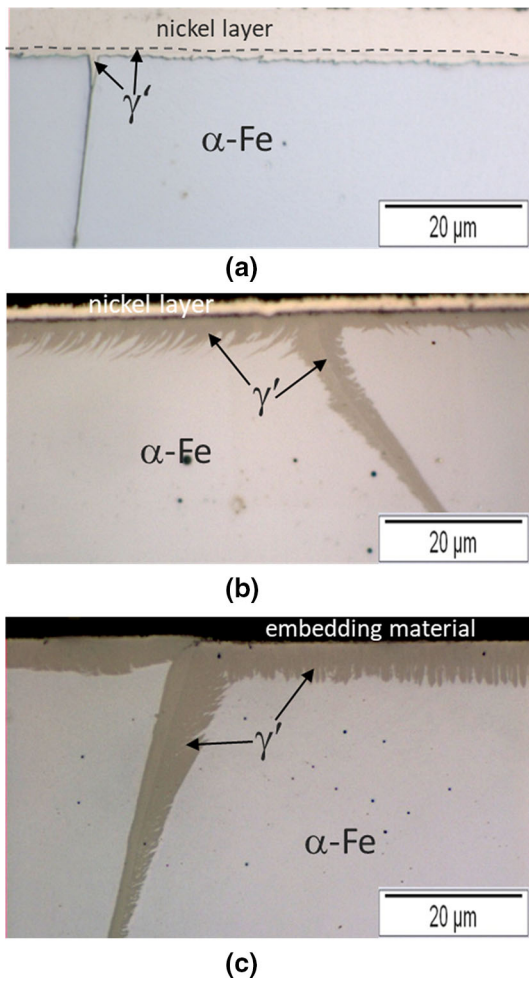 nickel layer
γ′
α-Fe
20 µm
(a)
nickel layer
γ′
α-Fe
20 µm
(b)
embedding material
γ′
α-Fe
20 µm
(c)